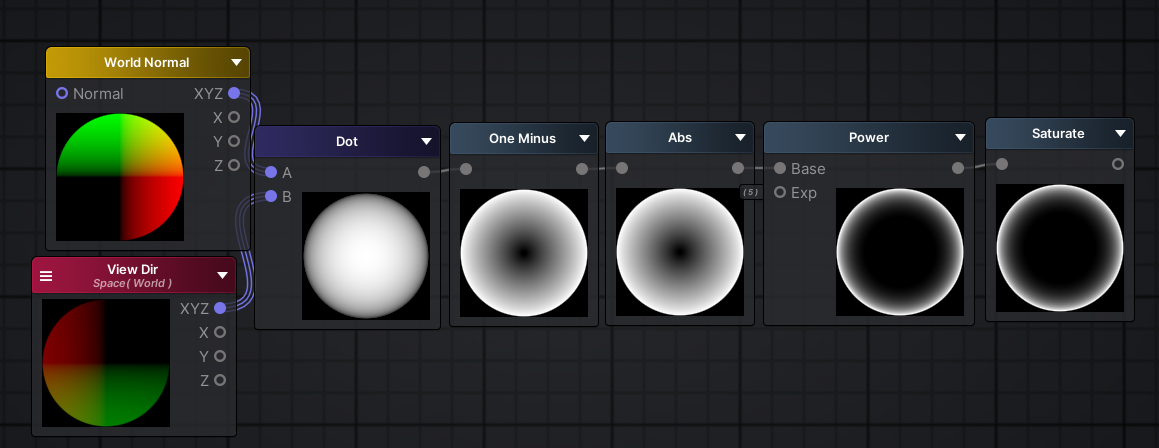 World Normal
Normal XYZ
X
Y
Z
View Dir
Space( World )
XYZ
X
Y
Z
Dot
A
B
One Minus
Abs
Power
Base
(5) Exp
Saturate